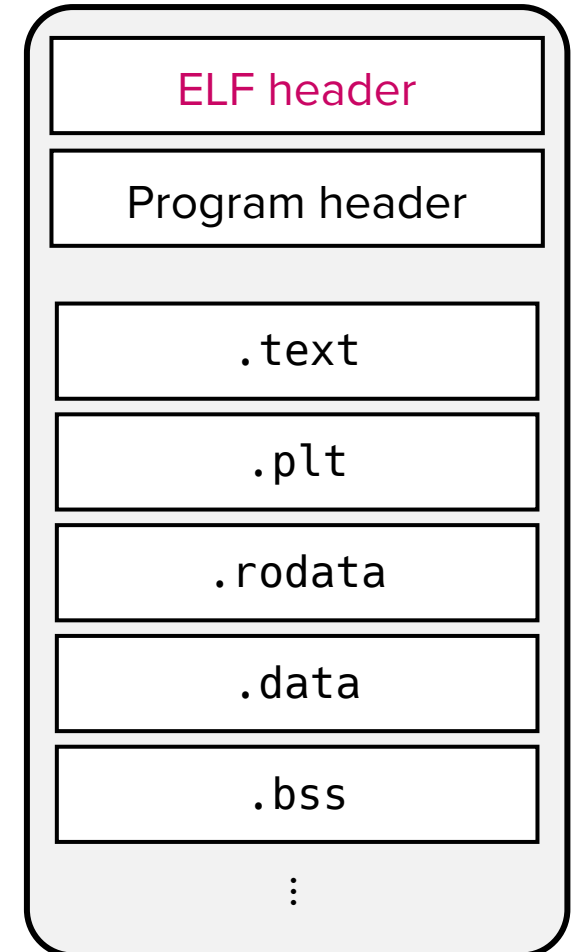 ELF header
Program header
.text
.plt
.rodata
.data
.bss
⋮